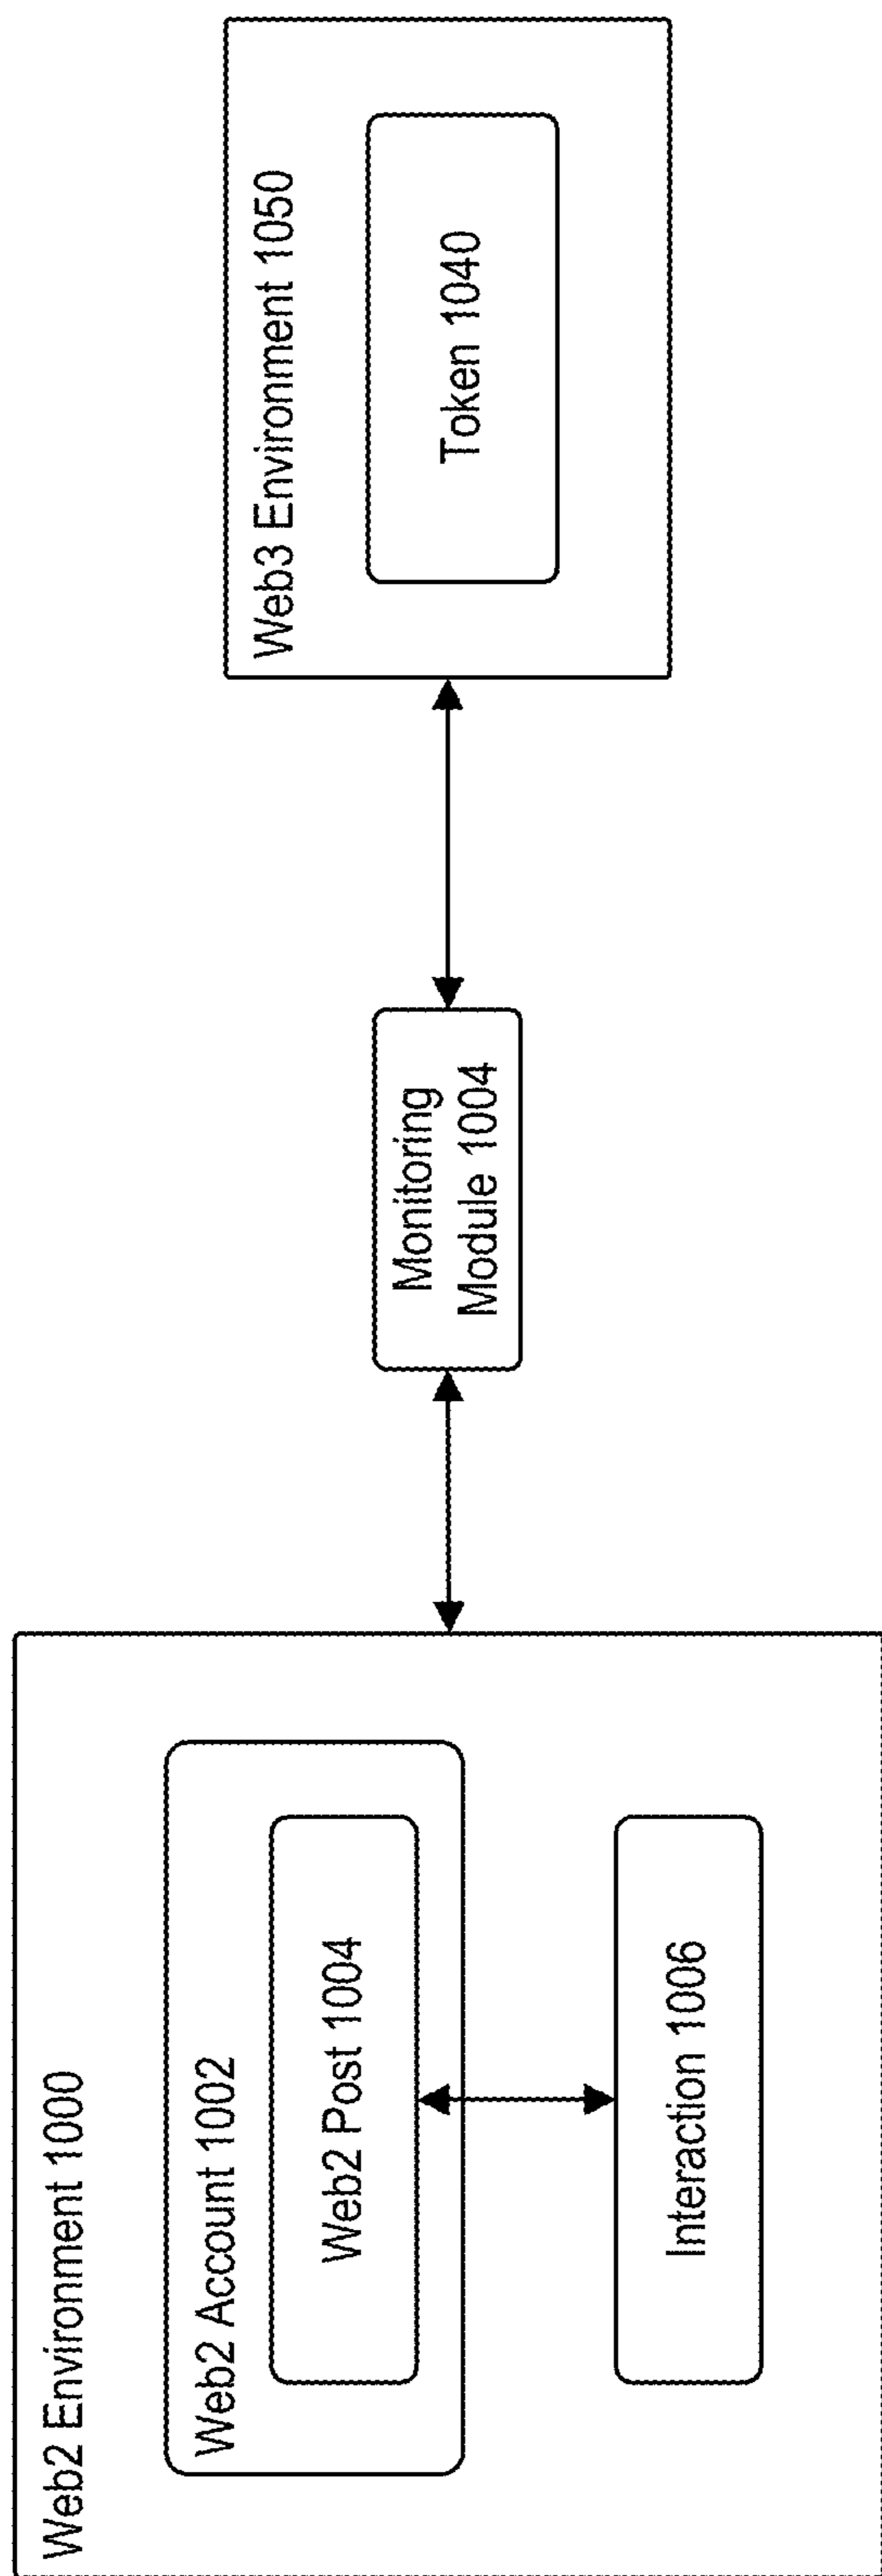 Web2 Environment 1000
Web2 Account 1002
Web2 Post 1004
Interaction 1006
Monitoring
Module 1004
Web3 Environment 1050
Token 1040